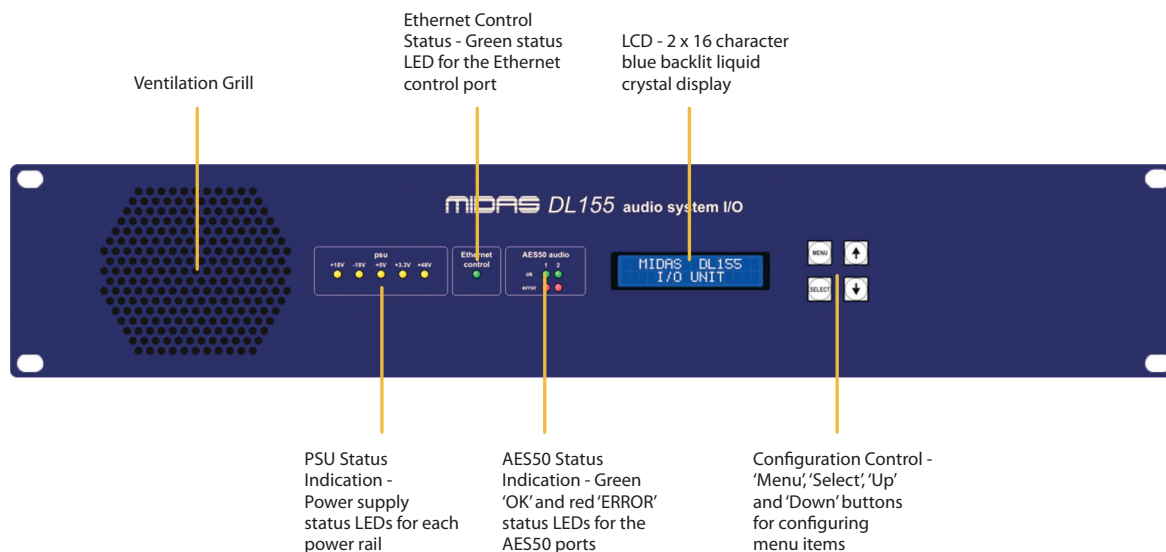 Ethernet Control
Status - Green status
LED for the Ethernet
control port
LCD - 2 x 16 character
blue backlit liquid
crystal display
Ventilation Grill
MIDAS DL155 audio system I/O
psu
+18V -18V +5V +3.3V +48V
Ethernet
control
AES50 audio
1 2
ok
error
MIDAS DL155
I/O UNIT
MENU
SELECT
PSU Status
Indication -
Power supply
status LEDs for each
power rail
AES50 Status
Indication - Green
‘OK’ and red ‘ERROR’
status LEDs for the
AES50 ports
Configuration Control -
‘Menu’, ‘Select’, ‘Up’
and ‘Down’ buttons
for configuring
menu items